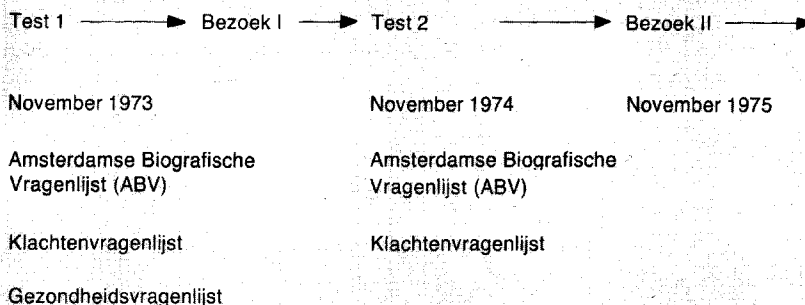 Test 1 Bezoek I Test 2 Bezoek II
November 1973 November 1974 November 1975
Amsterdamse Biografische Amsterdamse Biografische
Vragenlijst (ABV) Vragenlijst (ABV)
Klachtenvragenlijst Klachtenvragenlijst
Gezondheidsvragenlijst